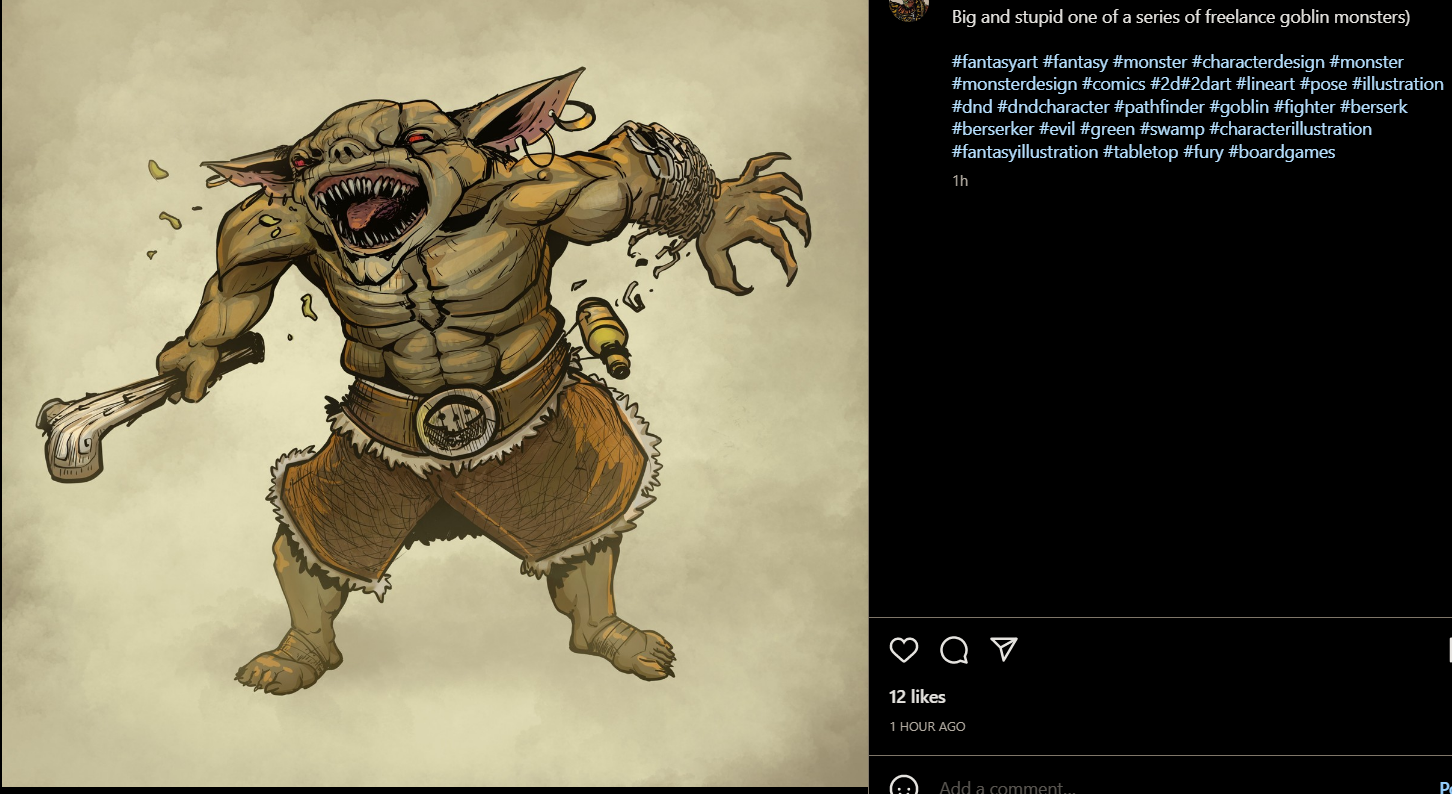 Big and stupid one of a series of freelance goblin monsters)
#fantasyart #fantasy #monster #characterdesign #monster
#monsterdesign #comics #2d#2dart #lineart #pose #illustration
#dnd #dndcharacter #pathfinder #goblin #fighter #berserk
#berserker #evil #green #swamp #characterillustration
#fantasyillustration #tabletop #fury #boardgames
1h
12 likes
1 HOUR AGO
Add a comment...